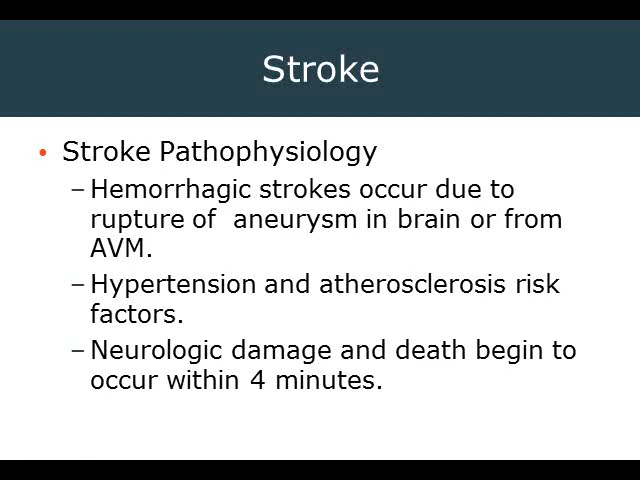 Stroke
• Stroke Pathophysiology
– Hemorrhagic strokes occur due to
rupture of  aneurysm in brain or from
AVM.
– Hypertension and atherosclerosis risk
factors.
– Neurologic damage and death begin to
occur within 4 minutes.